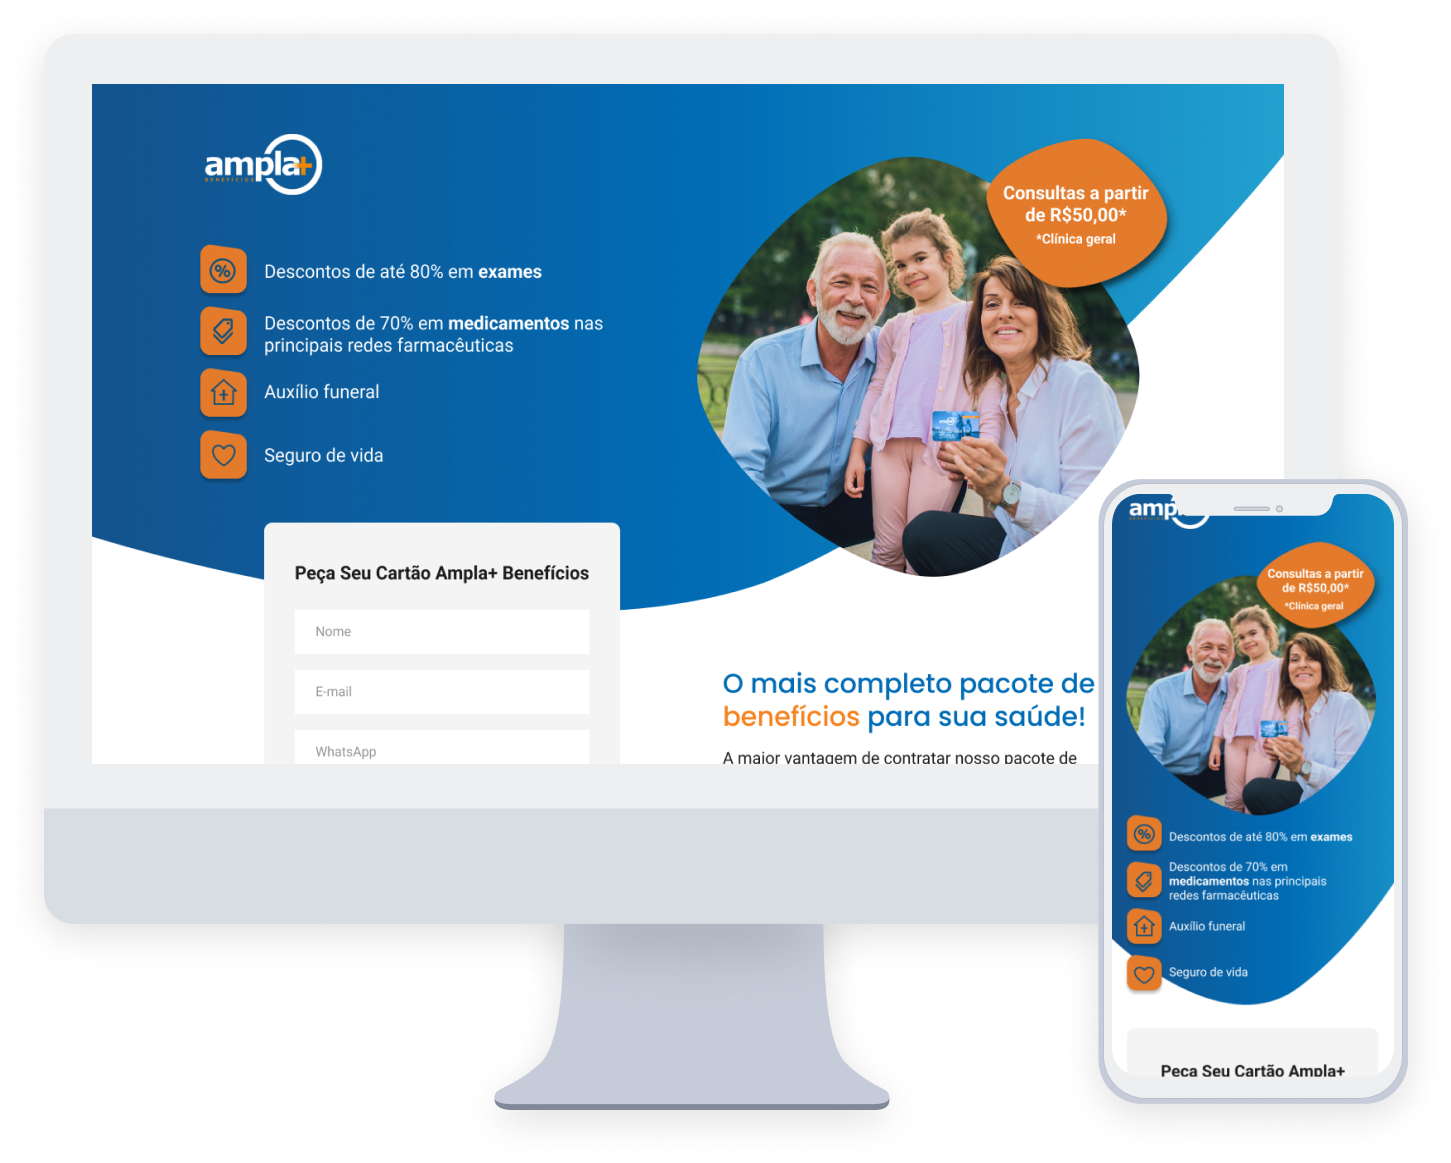 ampla+
BENEFÍCIOS
Consultas a partir
de R$50,00*
*Clínica geral
Descontos de até 80% em exames
Descontos de 70% em medicamentos nas
principais redes farmacêuticas
Auxílio funeral
Seguro de vida
Peça Seu Cartão Ampla+ Benefícios
Nome
E-mail
WhatsApp
O mais completo pacote de
benefícios para sua saúde!
A maior vantagem de contratar nosso pacote de
Consultas a partir
de R$50,00*
*Clínica geral
Descontos de até 80% em exames
Descontos de 70% em
medicamentos nas principais
redes farmacêuticas
Auxílio funeral
Seguro de vida
Peça Seu Cartão Ampla+